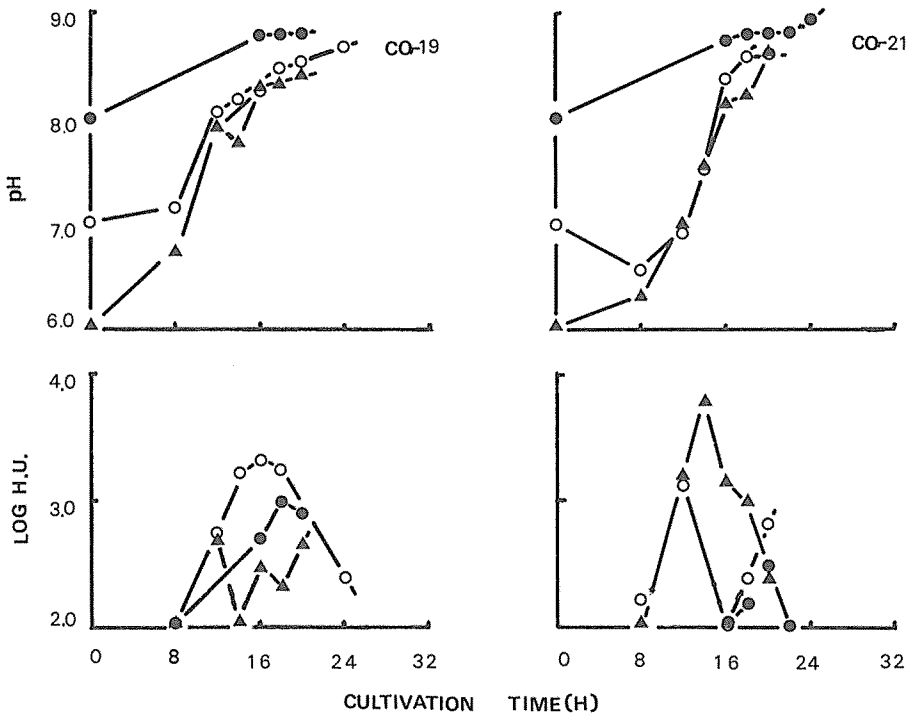 9.0
8.0
7.0
6.0
pH
CO-19
CO-21
4.0
3.0
2.0
LOG H.U.
0 8 16 24 32
0 8 16 24 32
CULTIVATION TIME(H)